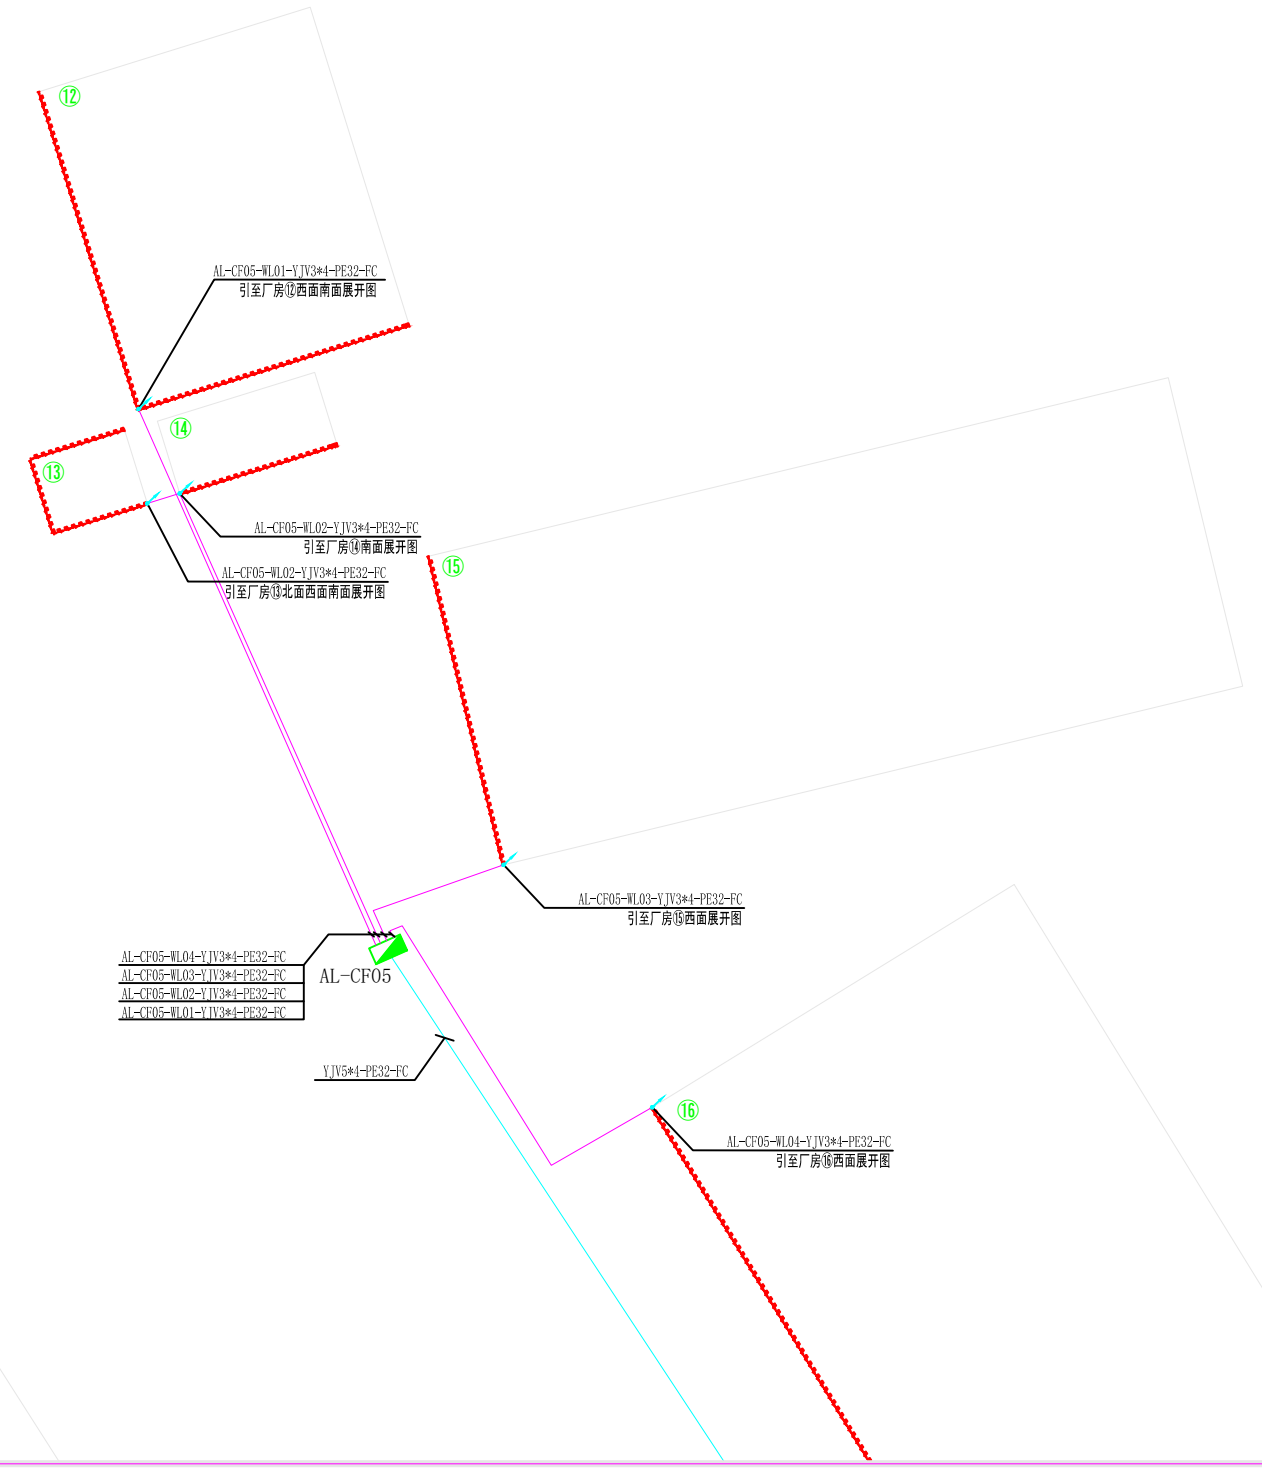 ⑫
AL-CF05-WL01-YJV3*4-PE32-FC
引至厂房⑫西面南面展开图
⑭
⑬
AL-CF05-WL02-YJV3*4-PE32-FC
引至厂房⑭南面展开图
⑮
AL-CF05-WL02-YJV3*4-PE32-FC
引至厂房⑬北面西面南面展开图
AL-CF05-WL03-YJV3*4-PE32-FC
引至厂房⑮西面展开图
AL-CF05-WL04-YJV3*4-PE32-FC
AL-CF05
AL-CF05-WL03-YJV3*4-PE32-FC
AL-CF05-WL02-YJV3*4-PE32-FC
AL-CF05-WL01-YJV3*4-PE32-FC
YJV5*4-PE32-FC
⑯
AL-CF05-WL04-YJV3*4-PE32-FC
引至厂房⑯西面展开图